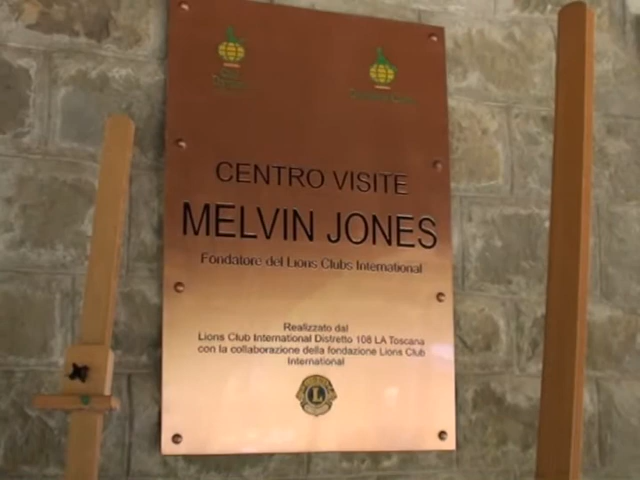 CENTRO VISITE
MELVIN JONES
Fondatore del Lions Clubs International
Realizzato dal
Lions Club International Distretto 108 LA Toscana
con la collaborazione della fondazione Lions Club
International
L